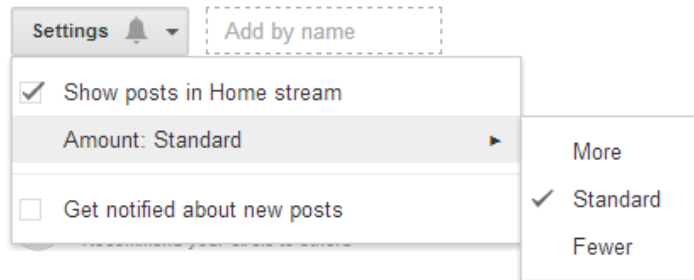 Settings
Add by name
Show posts in Home stream
Amount: Standard
Get notified about new posts
More
Standard
Fewer